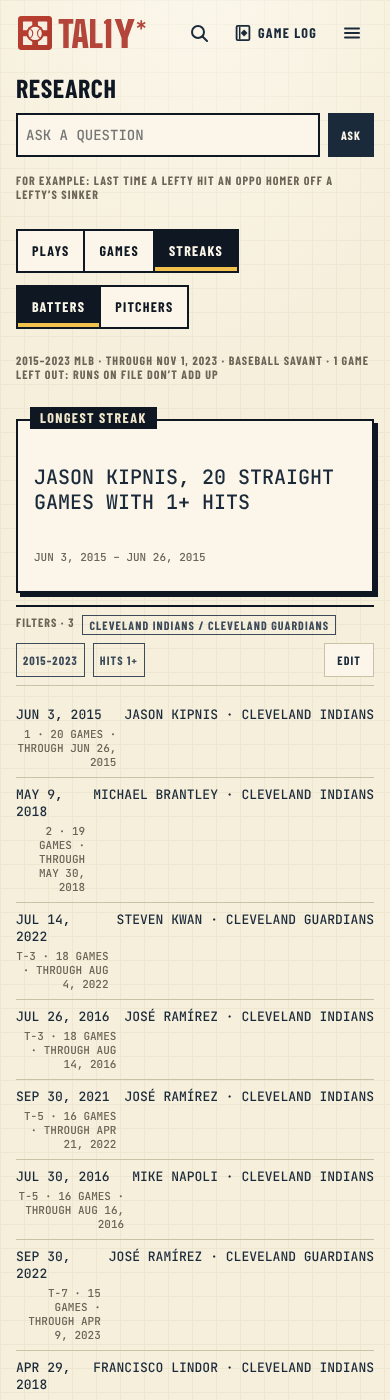 TAL1Y*
GAME LOG
RESEARCH
ASK A QUESTION
ASK
FOR EXAMPLE: LAST TIME A LEFTY HIT AN OPPO HOMER OFF A
LEFTY'S SINKER
PLAYS
GAMES
STREAKS
BATTERS
PITCHERS
2015–2023 MLB · THROUGH NOV 1, 2023 · BASEBALL SAVANT · 1 GAME
LEFT OUT: RUNS ON FILE DON'T ADD UP
LONGEST STREAK
JASON KIPNIS, 20 STRAIGHT
GAMES WITH 1+ HITS
JUN 3, 2015 – JUN 26, 2015
FILTERS · 3
CLEVELAND INDIANS / CLEVELAND GUARDIANS
2015–2023
HITS 1+
EDIT
JUN 3, 2015 JASON KIPNIS · CLEVELAND INDIANS
1 · 20 GAMES ·
THROUGH JUN 26,
2015
MAY 9,
2018
MICHAEL BRANTLEY · CLEVELAND INDIANS
2 · 19
GAMES ·
THROUGH
MAY 30,
2018
JUL 14,
2022
STEVEN KWAN · CLEVELAND GUARDIANS
T-3 · 18 GAMES
· THROUGH AUG
4, 2022
JUL 26, 2016 JOSÉ RAMÍREZ · CLEVELAND INDIANS
T-3 · 18 GAMES
· THROUGH AUG
14, 2016
SEP 30, 2021 JOSÉ RAMÍREZ · CLEVELAND INDIANS
T-5 · 16 GAMES
· THROUGH APR
21, 2022
JUL 30, 2016 MIKE NAPOLI · CLEVELAND INDIANS
T-5 · 16 GAMES ·
THROUGH AUG 16,
2016
SEP 30,
2022
JOSÉ RAMÍREZ · CLEVELAND GUARDIANS
T-7 · 15
GAMES ·
THROUGH APR
9, 2023
APR 29,
2018
FRANCISCO LINDOR · CLEVELAND INDIANS